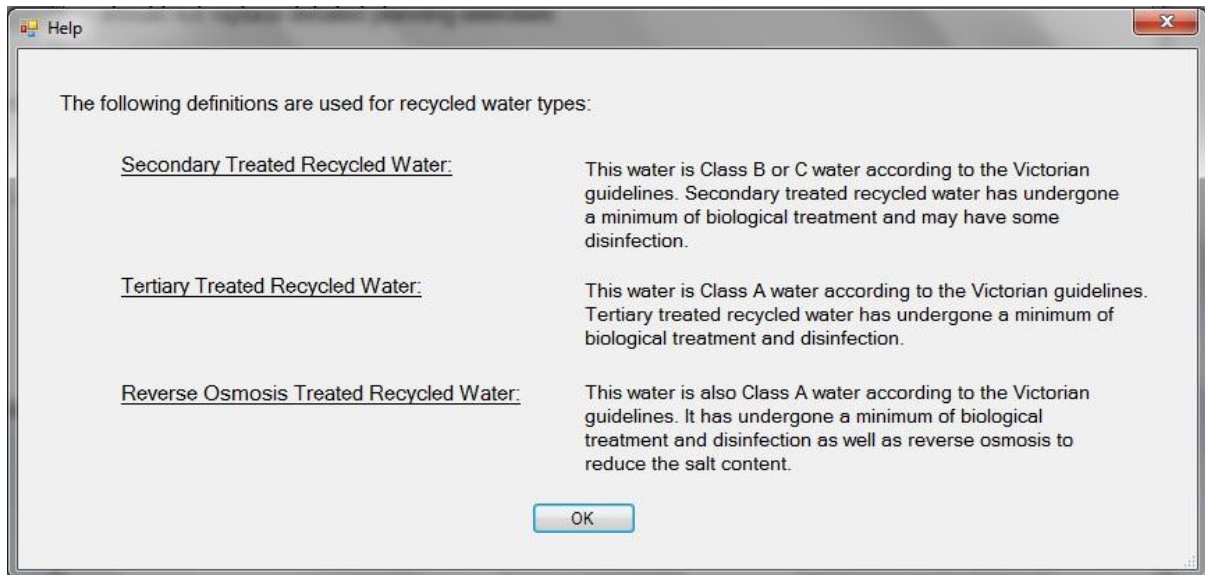 Help
The following definitions are used for recycled water types:
Secondary Treated Recycled Water:
This water is Class B or C water according to the Victorian
guidelines. Secondary treated recycled water has undergone
a minimum of biological treatment and may have some
disinfection.
Tertiary Treated Recycled Water:
This water is Class A water according to the Victorian guidelines.
Tertiary treated recycled water has undergone a minimum of
biological treatment and disinfection.
Reverse Osmosis Treated Recycled Water:
This water is also Class A water according to the Victorian
guidelines. It has undergone a minimum of biological
treatment and disinfection as well as reverse osmosis to
reduce the salt content.
OK